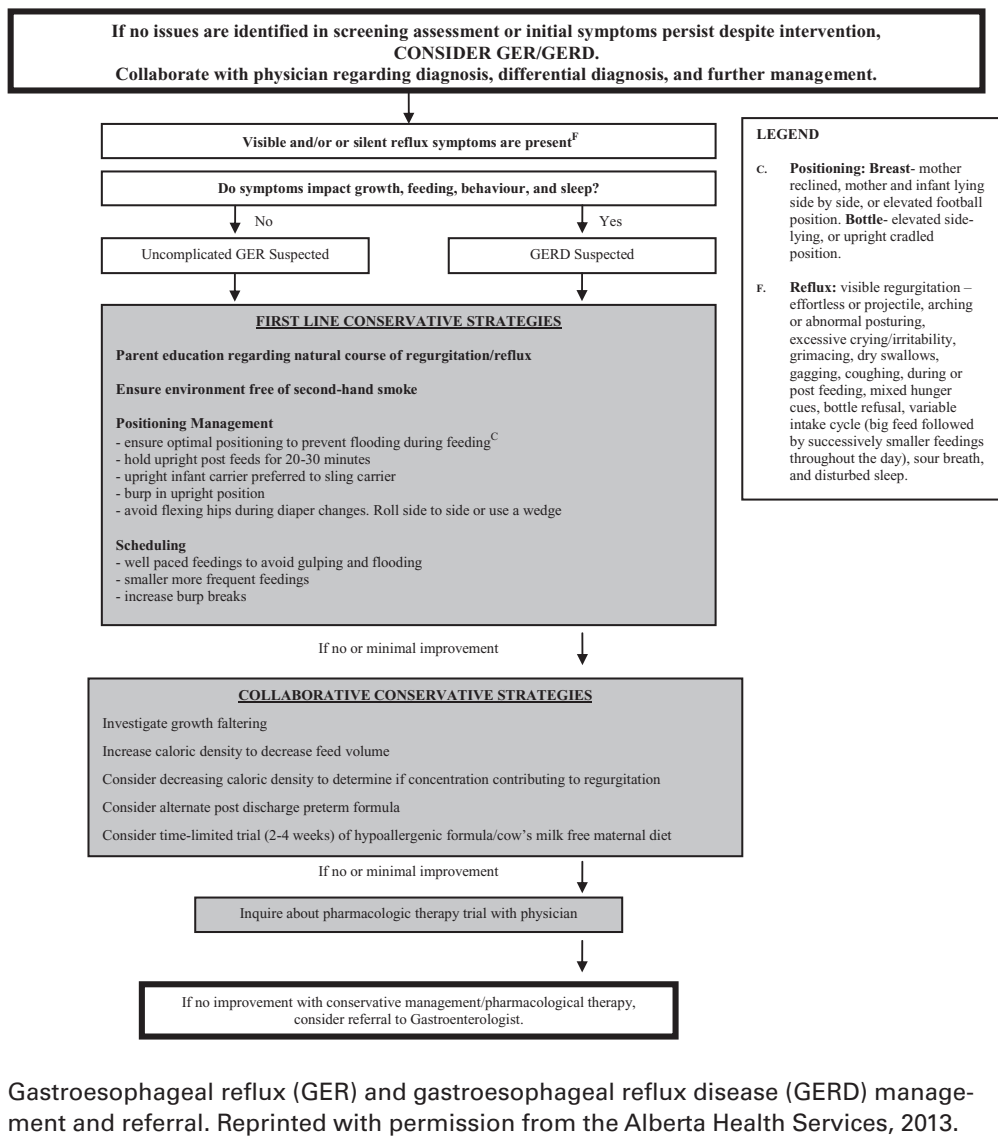 If no issues are identified in screening assessment or initial symptoms persist despite intervention,
CONSIDER GER/GERD.
Collaborate with physician regarding diagnosis, differential diagnosis, and further management.
Visible and/or or silent reflux symptoms are presentF
Do symptoms impact growth, feeding, behaviour, and sleep?
No
Yes
Uncomplicated GER Suspected
GERD Suspected
FIRST LINE CONSERVATIVE STRATEGIES
Parent education regarding natural course of regurgitation/reflux
Ensure environment free of second-hand smoke
Positioning Management
- ensure optimal positioning to prevent flooding during feedingC
- hold upright post feeds for 20-30 minutes
- upright infant carrier preferred to sling carrier
- burp in upright position
- avoid flexing hips during diaper changes. Roll side to side or use a wedge
Scheduling
- well paced feedings to avoid gulping and flooding
- smaller more frequent feedings
- increase burp breaks
If no or minimal improvement
COLLABORATIVE CONSERVATIVE STRATEGIES
Investigate growth faltering
Increase caloric density to decrease feed volume
Consider decreasing caloric density to determine if concentration contributing to regurgitation
Consider alternate post discharge preterm formula
Consider time-limited trial (2-4 weeks) of hypoallergenic formula/cow's milk free maternal diet
If no or minimal improvement
Inquire about pharmacologic therapy trial with physician
If no improvement with conservative management/pharmacological therapy,
consider referral to Gastroenterologist.
LEGEND
C. Positioning: Breast- mother
reclined, mother and infant lying
side by side, or elevated football
position. Bottle- elevated side-
lying, or upright cradled
position.
F. Reflux: visible regurgitation –
effortless or projectile, arching
or abnormal posturing,
excessive crying/irritability,
grimacing, dry swallows,
gagging, coughing, during or
post feeding, mixed hunger
cues, bottle refusal, variable
intake cycle (big feed followed
by successively smaller feedings
throughout the day), sour breath,
and disturbed sleep.
Gastroesophageal reflux (GER) and gastroesophageal reflux disease (GERD) manage-
ment and referral. Reprinted with permission from the Alberta Health Services, 2013.